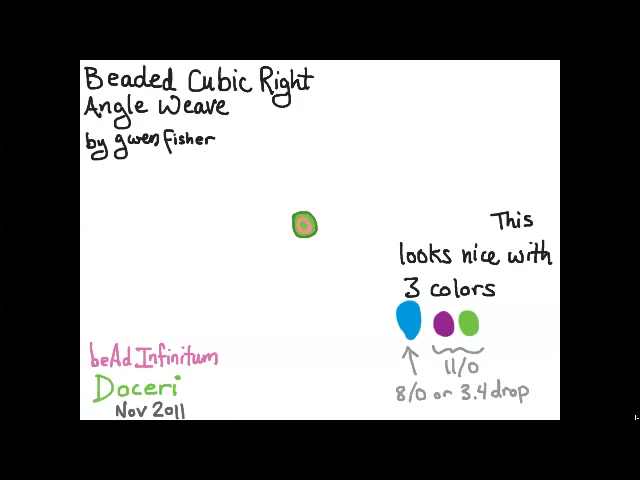 Beaded Cubic Right
Angle Weave
by gwen fisher
This
looks nice with
3 colors
11/0
8/0 or 3.4 drop
beAd Infinitum
Doceri
Nov 2011